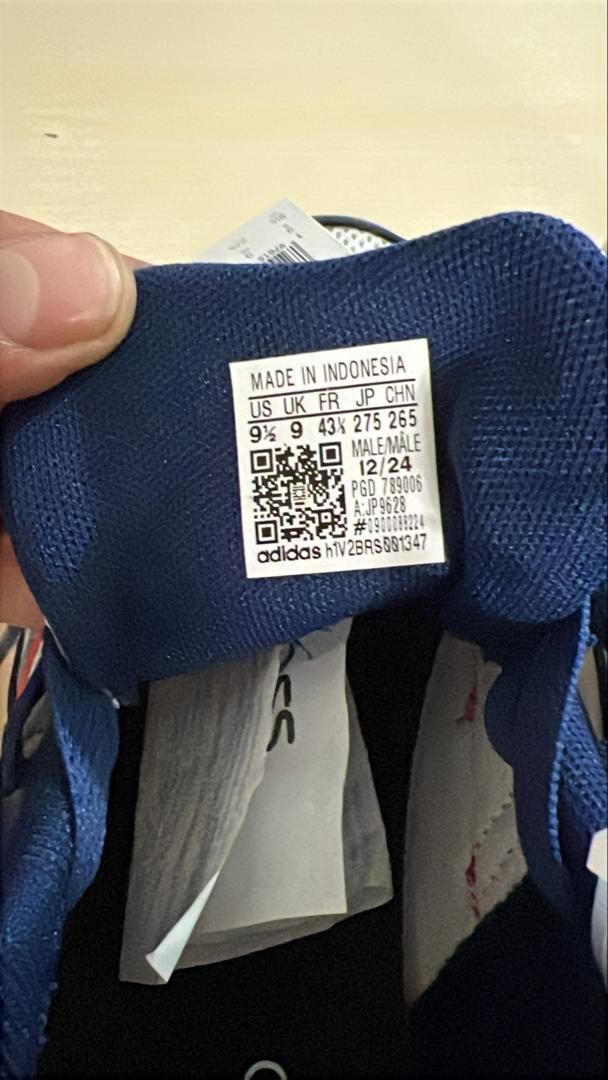 MADE IN INDONESIA
US UK FR JP CHN
9½ 9 43⅓ 275 265
MALE/MÂLE
12/24
PGD 789006
A:JP9628
#0900088224
adidas h1V2BRS001347